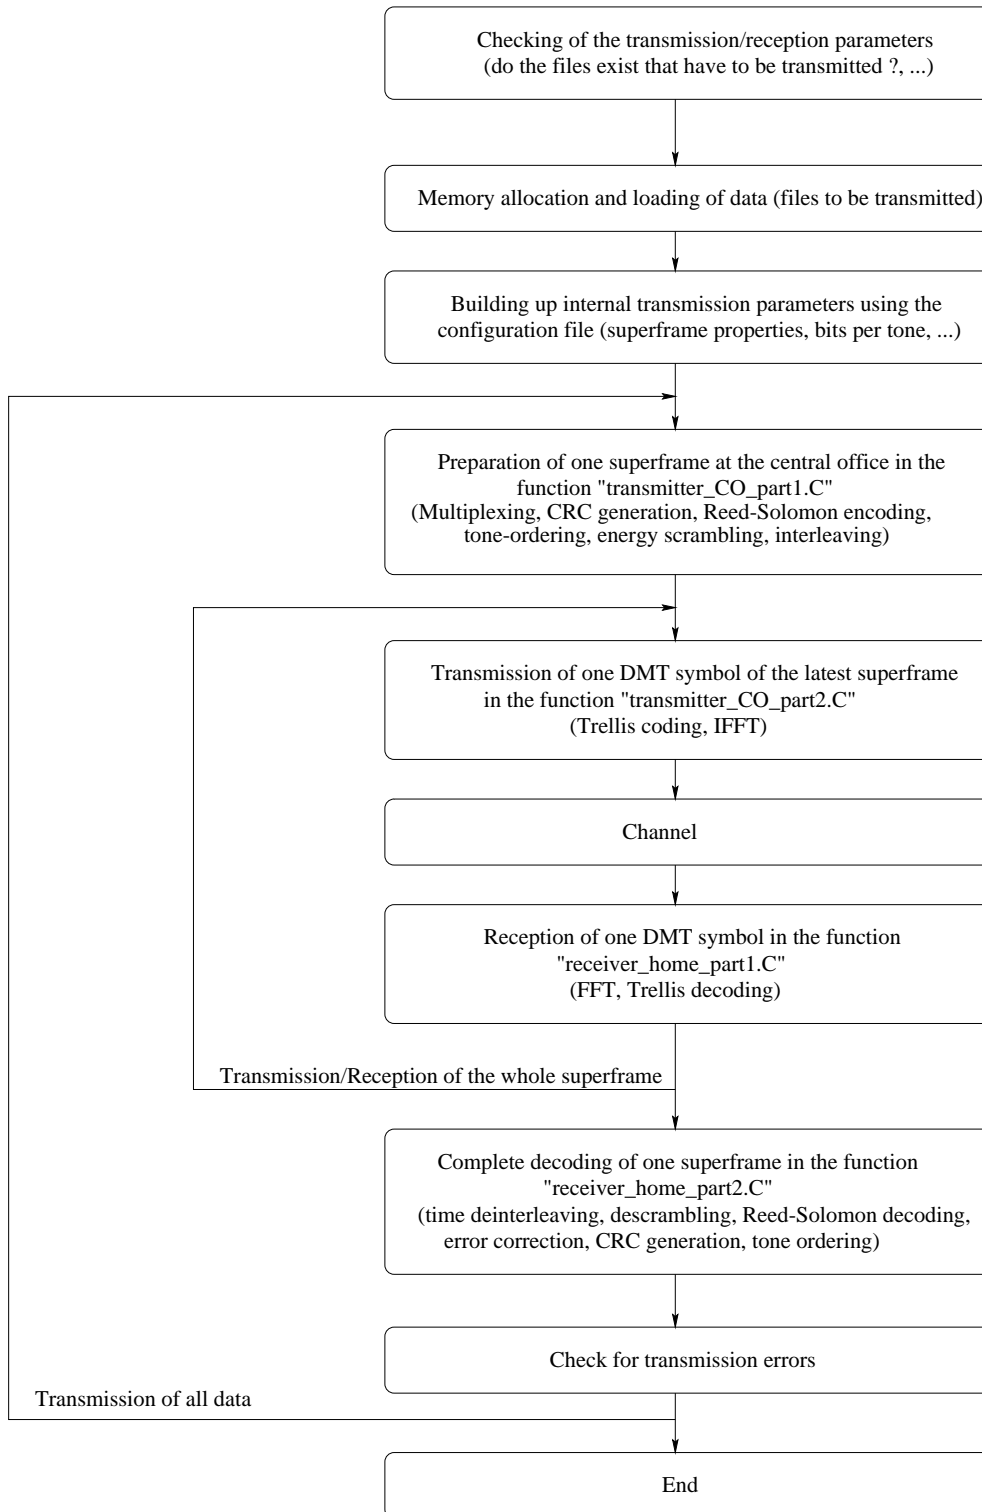 Checking of the transmission/reception parameters
(do the files exist that have to be transmitted ?, ...)
Memory allocation and loading of data (files to be transmitted)
Building up internal transmission parameters using the
configuration file (superframe properties, bits per tone, ...)
Preparation of one superframe at the central office in the
function "transmitter_CO_part1.C"
(Multiplexing, CRC generation, Reed-Solomon encoding,
tone-ordering, energy scrambling, interleaving)
Transmission of one DMT symbol of the latest superframe
in the function "transmitter_CO_part2.C"
(Trellis coding, IFFT)
Channel
Reception of one DMT symbol in the function
"receiver_home_part1.C"
(FFT, Trellis decoding)
Transmission/Reception of the whole superframe
Complete decoding of one superframe in the function
"receiver_home_part2.C"
(time deinterleaving, descrambling, Reed-Solomon decoding,
error correction, CRC generation, tone ordering)
Check for transmission errors
Transmission of all data
End